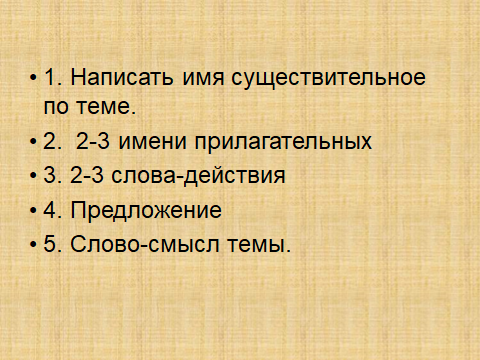 • 1. Написать имя существительное
по теме.
• 2.  2-3 имени прилагательных
• 3. 2-3 слова-действия
• 4. Предложение
• 5. Слово-смысл темы.